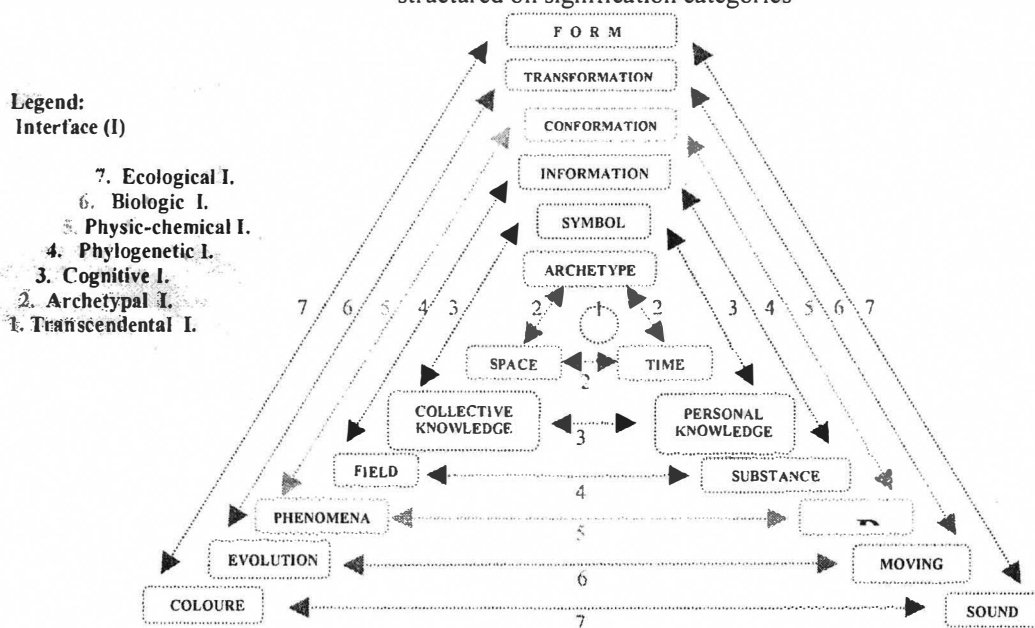 structured on signification categories
FORM
TRANSFORMATION
Legend:
Interface (I)
CONFORMATION
7. Ecological I.
INFORMATION
6. Biologic I.
5. Physic-chemical I.
SYMBOL
4. Phylogenetic I.
3. Cognitive I.
ARCHETYPE
2. Archetypal I.
7 6 5 4 3 2 1 2 3 4 5 6 7
1. Transcendental I.
SPACE TIME
2
COLLECTIVE
KNOWLEDGE
PERSONAL
KNOWLEDGE
3
FIELD SUBSTANCE
4
PHENOMENA
5
EVOLUTION MOVING
6
COLOURE SOUND
7